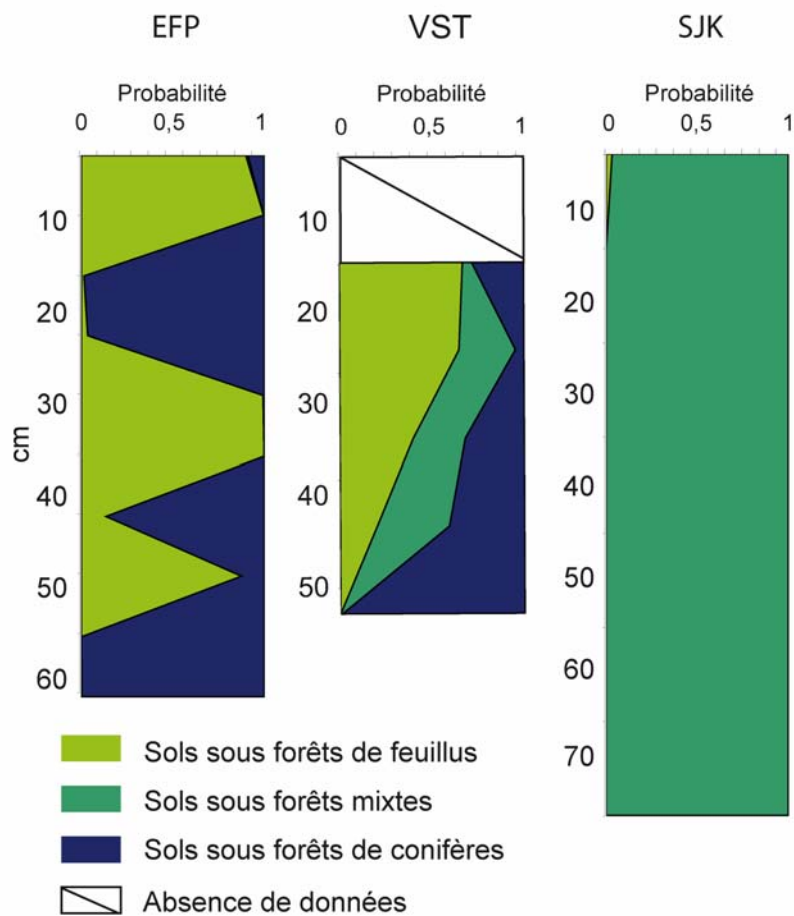 EFP
VST
SJK
Probabilité
Probabilité
Probabilité
0 0,5 1
0 0,5 1
0 0,5 1
cm
10
20
30
40
50
60
10
20
30
40
50
10
20
30
40
50
60
70
Sols sous forêts de feuillus
Sols sous forêts mixtes
Sols sous forêts de conifères
Absence de données